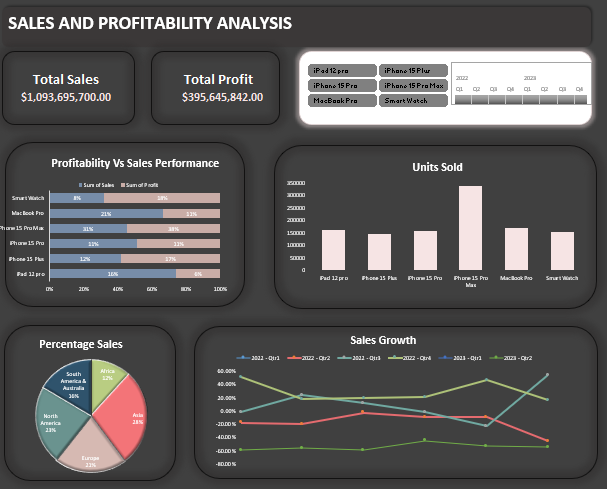 SALES AND PROFITABILITY ANALYSIS
Total Sales
$1,093,695,700.00
Total Profit
$395,645,842.00
iPad 12 pro
iPhone 15 Plus
iPhone 15 Pro
iPhone 15 Pro Max
MacBook Pro
Smart Watch
2022 2023
Q1 Q2 Q3 Q4 Q1 Q2 Q3 Q4
Profitability Vs Sales Performance
Sum of Sales Sum of Profit
Smart Watch 8% 18%
MacBook Pro 21% 11%
Phone 15 Pro Max 31% 36%
iPhone 15 Pro 11% 11%
iPhone 15 Plus 12% 17%
iPad 12 pro 16% 6%
0% 20% 40% 60% 80% 100%
Units Sold
350000
300000
250000
200000
150000
100000
50000
0
iPad 12 pro iPhone 15 Plus iPhone 15 Pro iPhone 15 Pro Max MacBook Pro Smart Watch
Percentage Sales
South America & Australia 16%
Africa 12%
Asia 28%
Europe 21%
North America 23%
Sales Growth
2022 - Qtr1 2022 - Qtr2 2022 - Qtr3 2022 - Qtr4 2023 - Qtr1 2023 - Qtr2
60.00%
40.00%
20.00%
0.00%
-20.00%
-40.00%
-60.00%
-80.00%